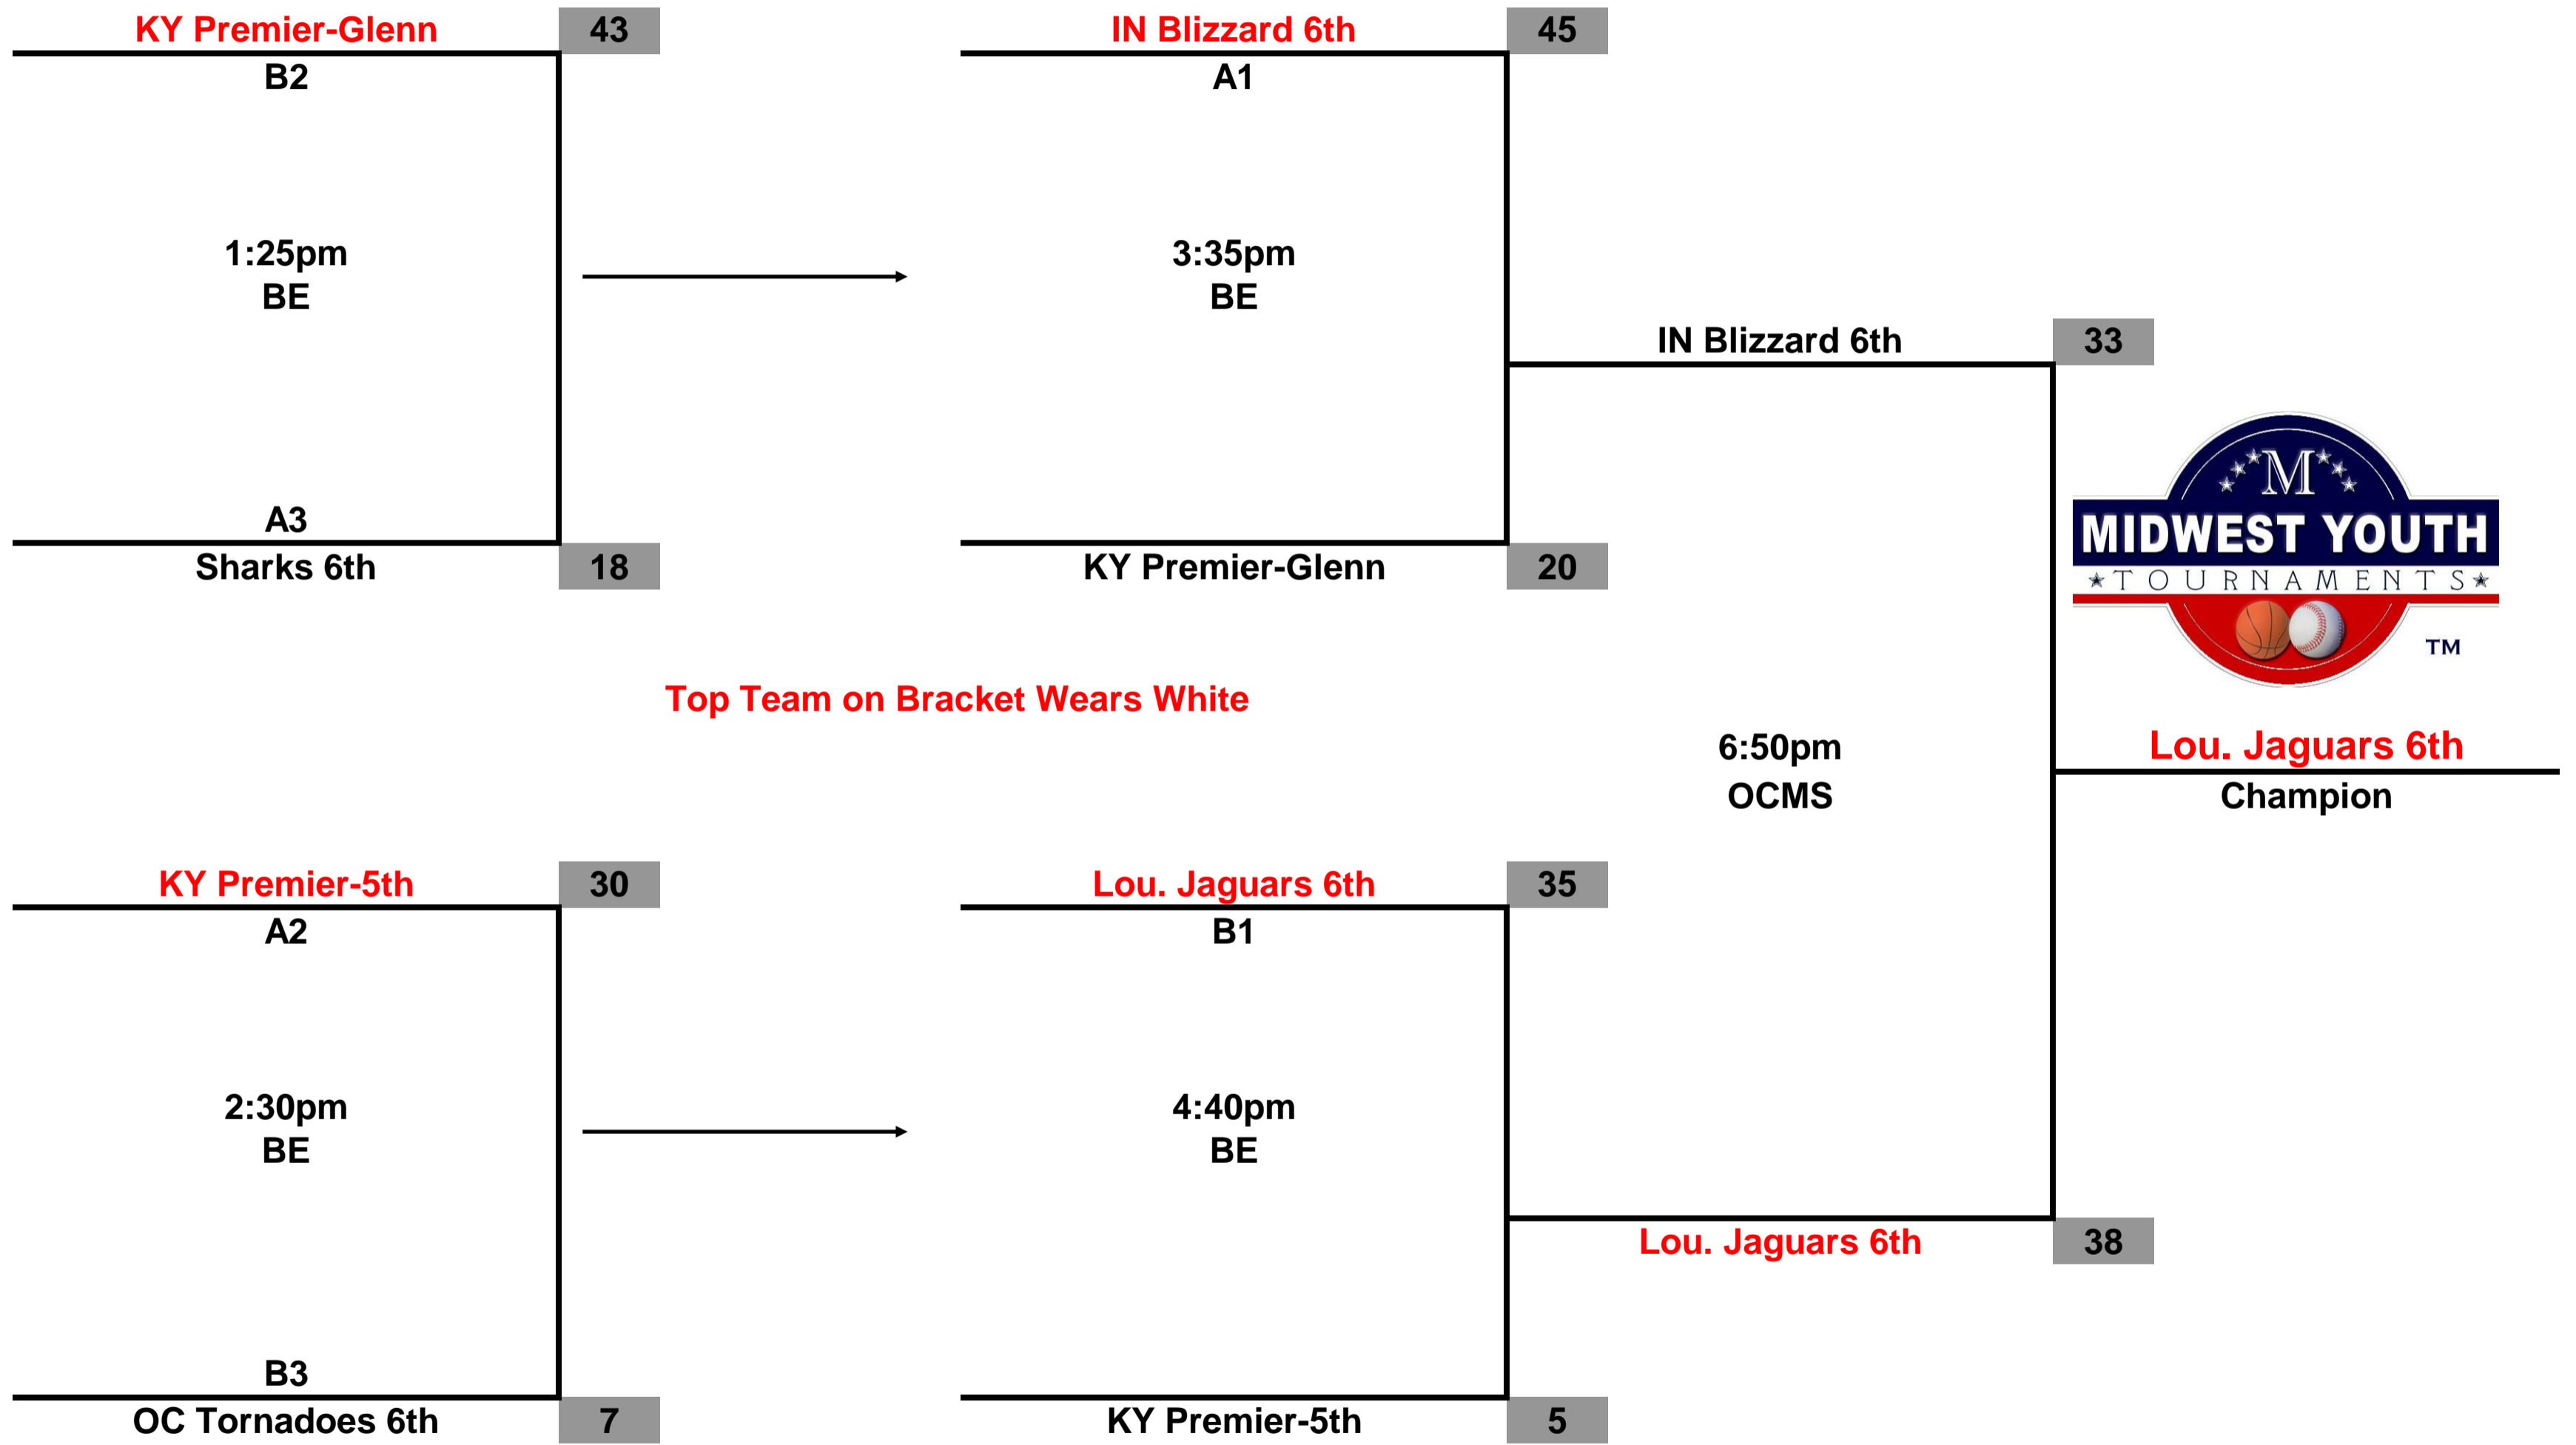 KY Premier-Glenn 43
B2
1:25pm
BE
A3
Sharks 6th 18
IN Blizzard 6th 45
A1
3:35pm
BE
KY Premier-Glenn 20
IN Blizzard 6th 33
M
MIDWEST YOUTH
TOURNAMENTS
TM
Top Team on Bracket Wears White
6:50pm
OCMS
Lou. Jaguars 6th
Champion
KY Premier-5th 30
A2
2:30pm
BE
B3
OC Tornadoes 6th 7
Lou. Jaguars 6th 35
B1
4:40pm
BE
KY Premier-5th 5
Lou. Jaguars 6th 38